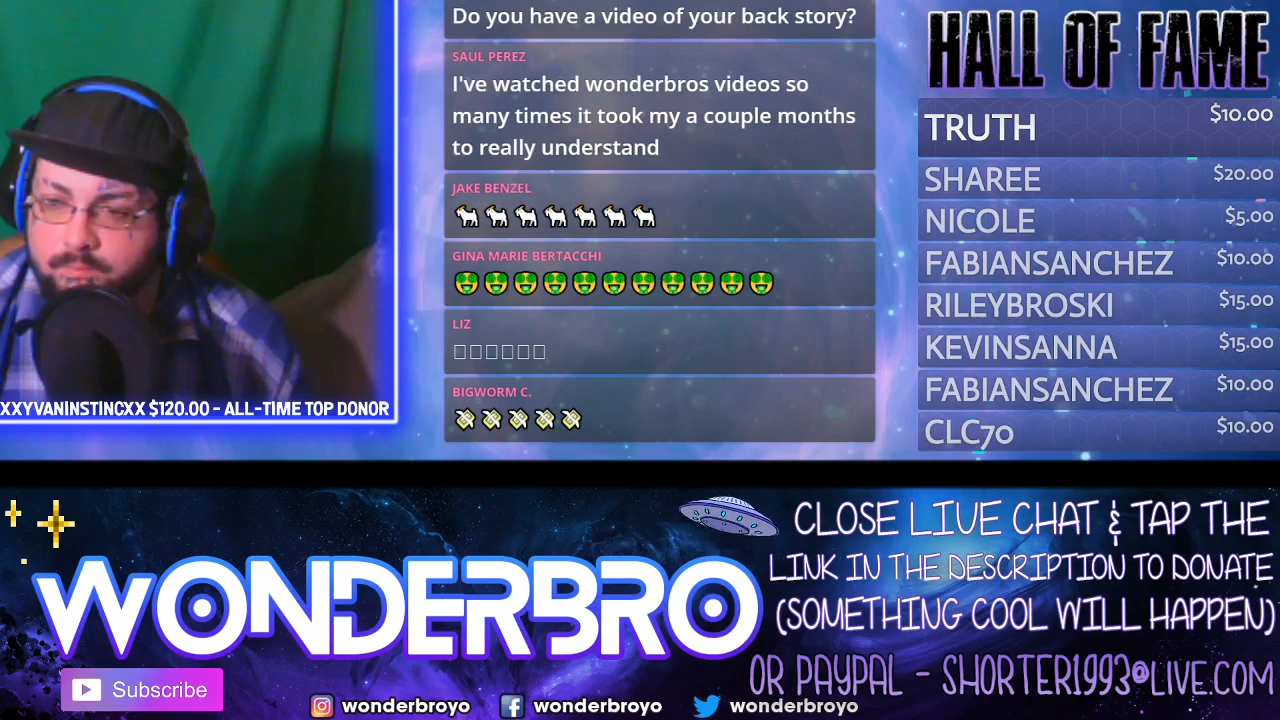 Do you have a video of your back story?
SAUL PEREZ
I've watched wonderbros videos so
many times it took my a couple months
to really understand
JAKE BENZEL
🐐🐐🐐🐐🐐🐐🐐
GINA MARIE BERTACCHI
🤑🤑🤑🤑🤑🤑🤑🤑🤑🤑🤑
LIZ
BIGWORM C.
💸💸💸💸💸
HALL OF FAME
TRUTH $10.00
SHAREE $20.00
NICOLE $5.00
FABIANSANCHEZ $10.00
RILEYBROSKI $15.00
KEVINSANNA $15.00
FABIANSANCHEZ $10.00
CLC70 $10.00
XXYVANINSTINCXX $120.00 - ALL-TIME TOP DONOR
WONDERBRO
Subscribe
wonderbroyo wonderbroyo wonderbroyo
CLOSE LIVE CHAT & TAP THE
LINK IN THE DESCRIPTION TO DONATE
(SOMETHING COOL WILL HAPPEN)
OR PAYPAL - SHORTER1993@LIVE.COM